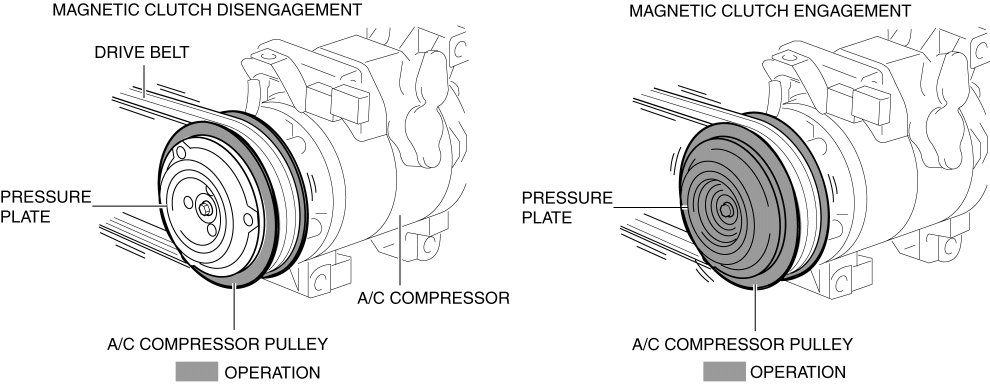 MAGNETIC CLUTCH DISENGAGEMENT
DRIVE BELT
PRESSURE
PLATE
A/C COMPRESSOR
A/C COMPRESSOR PULLEY
OPERATION
MAGNETIC CLUTCH ENGAGEMENT
PRESSURE
PLATE
A/C COMPRESSOR PULLEY
OPERATION